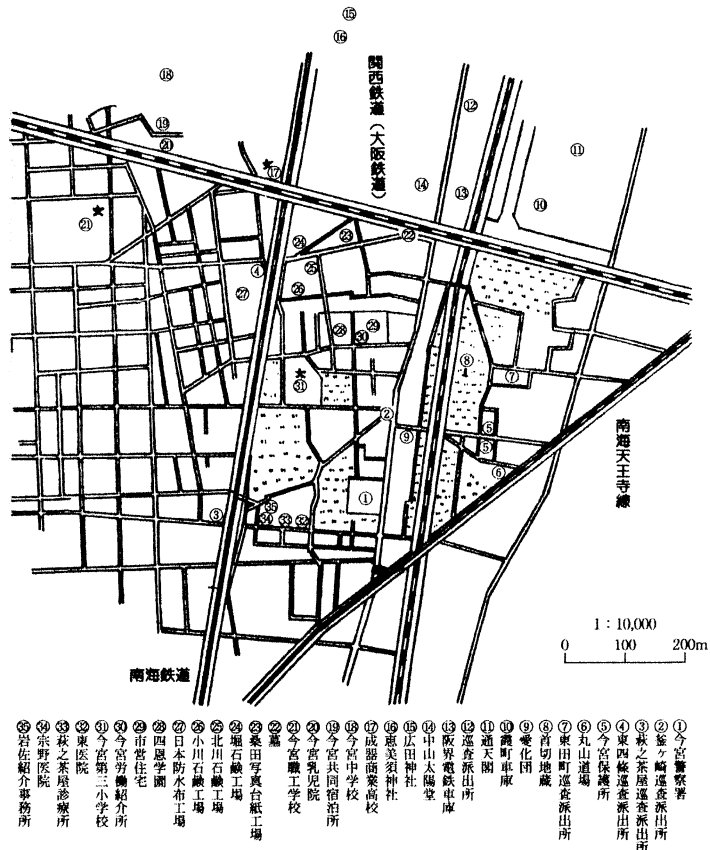 関西鉄道（大阪鉄道）
南海天王寺線
南海鉄道
1：10,000
0 100 200m
①今宮警察署
②釜ヶ崎巡査派出所
③萩之茶屋巡査派出所
④東四條巡査派出所
⑤今宮保護所
⑥丸山道場
⑦東田町巡査派出所
⑧首切地蔵
⑨愛化団
⑩霞町車庫
⑪通天閣
⑫巡査派出所
⑬阪界電鉄車庫
⑭中山太陽堂
⑮広田神社
⑯恵美須神社
⑰成器商業高校
⑱今宮中学校
⑲今宮共同宿泊所
⑳今宮乳児院
㉑今宮職工学校
㉒墓
㉓桑田写真台紙工場
㉔堀石鹸工場
㉕北川石鹸工場
㉖小川石鹸工場
㉗日本防水布工場
㉘四恩学園
㉙市営住宅
㉚今宮労働紹介所
㉛今宮第三小学校
㉜東医院
㉝萩之茶屋診療所
㉞宗野医院
㉟岩佐紹介事務所